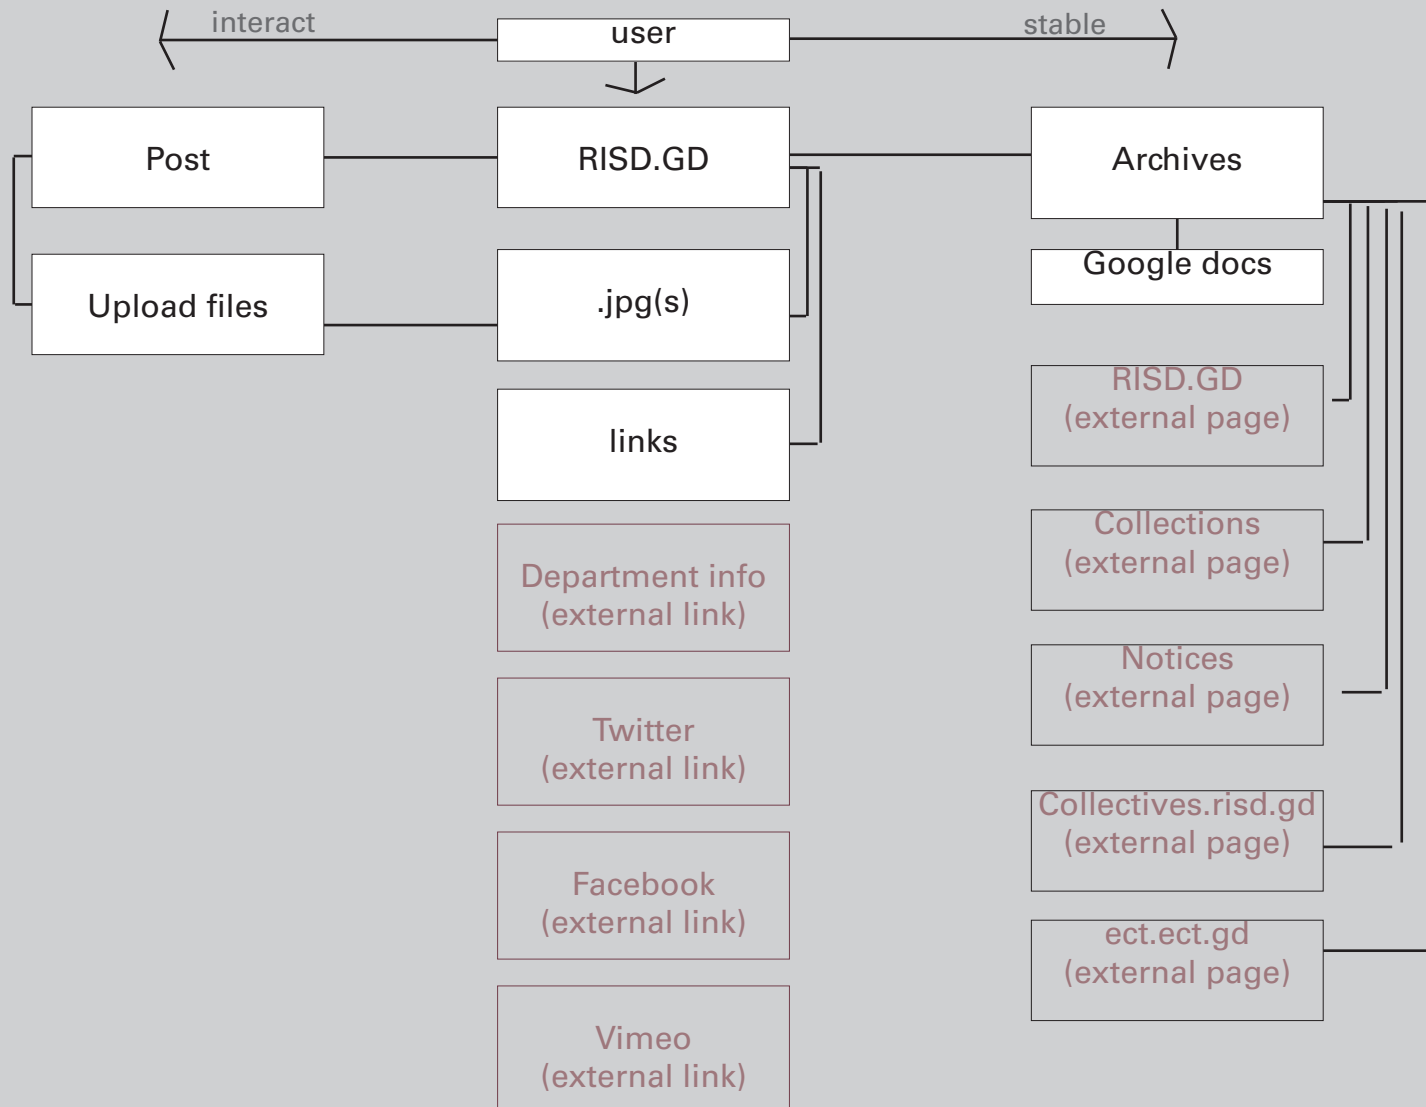 interact
user
stable
Post
RISD.GD
Archives
Upload files
.jpg(s)
Google docs
links
RISD.GD
(external page)
Collections
(external page)
Department info
(external link)
Notices
(external page)
Twitter
(external link)
Collectives.risd.gd
(external page)
Facebook
(external link)
ect.ect.gd
(external page)
Vimeo
(external link)